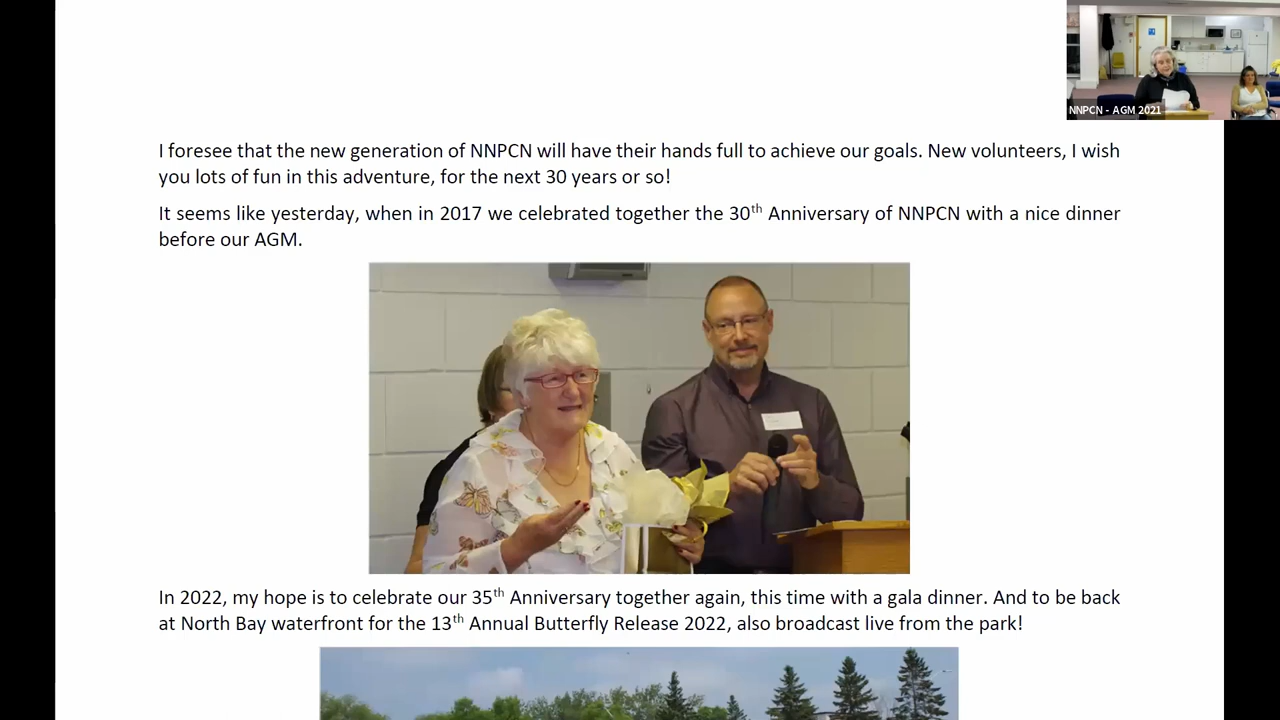 NNPCN - AGM 2021
I foresee that the new generation of NNPCN will have their hands full to achieve our goals. New volunteers, I wish
you lots of fun in this adventure, for the next 30 years or so!
It seems like yesterday, when in 2017 we celebrated together the 30th Anniversary of NNPCN with a nice dinner
before our AGM.
In 2022, my hope is to celebrate our 35th Anniversary together again, this time with a gala dinner. And to be back
at North Bay waterfront for the 13th Annual Butterfly Release 2022, also broadcast live from the park!